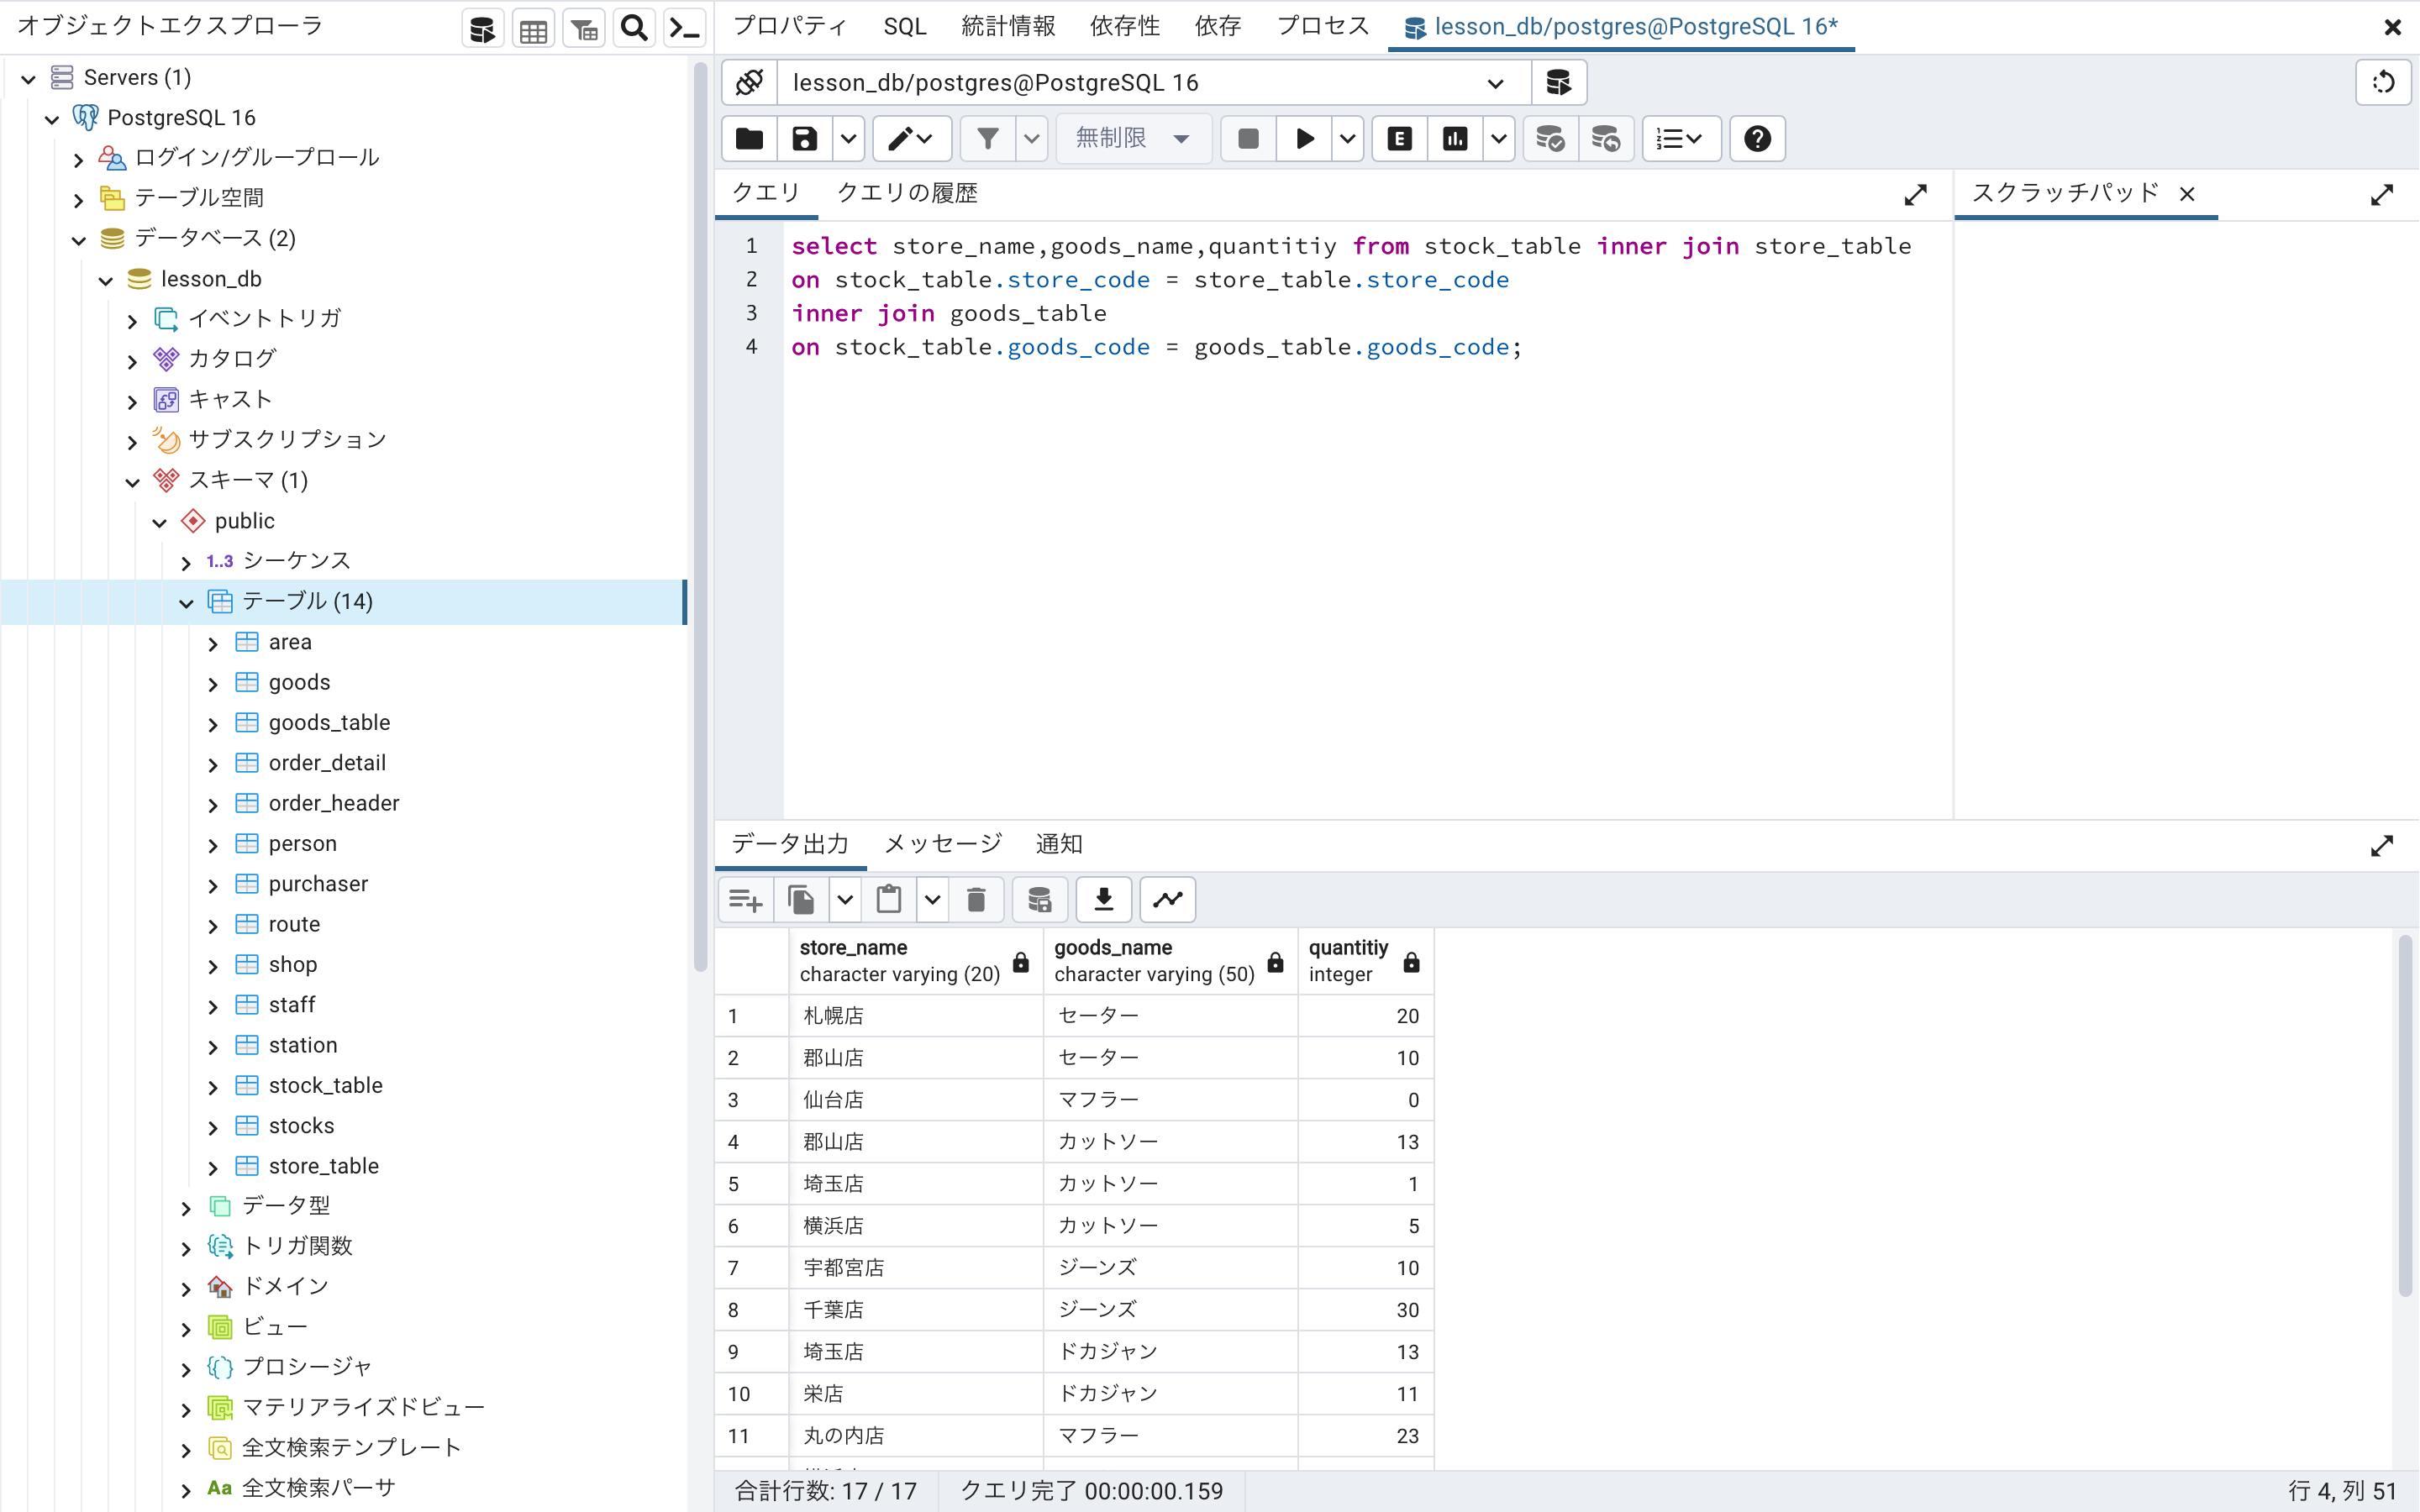 オブジェクトエクスプローラ
Servers (1)
PostgreSQL 16
ログイン/グループロール
テーブル空間
データベース (2)
lesson_db
イベントトリガ
カタログ
キャスト
サブスクリプション
スキーマ (1)
public
1..3 シーケンス
テーブル (14)
area
goods
goods_table
order_detail
order_header
person
purchaser
route
shop
staff
station
stock_table
stocks
store_table
データ型
トリガ関数
ドメイン
ビュー
プロシージャ
マテリアライズドビュー
全文検索テンプレート
Aa 全文検索パーサ
プロパティ SQL 統計情報 依存性 依存 プロセス lesson_db/postgres@PostgreSQL 16*
lesson_db/postgres@PostgreSQL 16
無制限 E
クエリ クエリの履歴
スクラッチパッド
1 select store_name,goods_name,quantitiy from stock_table inner join store_table
2 on stock_table.store_code = store_table.store_code
3 inner join goods_table
4 on stock_table.goods_code = goods_table.goods_code;
データ出力 メッセージ 通知
store_name goods_name quantitiy
character varying (20) character varying (50) integer
1 札幌店 セーター 20
2 郡山店 セーター 10
3 仙台店 マフラー 0
4 郡山店 カットソー 13
5 埼玉店 カットソー 1
6 横浜店 カットソー 5
7 宇都宮店 ジーンズ 10
8 千葉店 ジーンズ 30
9 埼玉店 ドカジャン 13
10 栄店 ドカジャン 11
11 丸の内店 マフラー 23
合計行数: 17 / 17 クエリ完了 00:00:00.159 行 4, 列 51